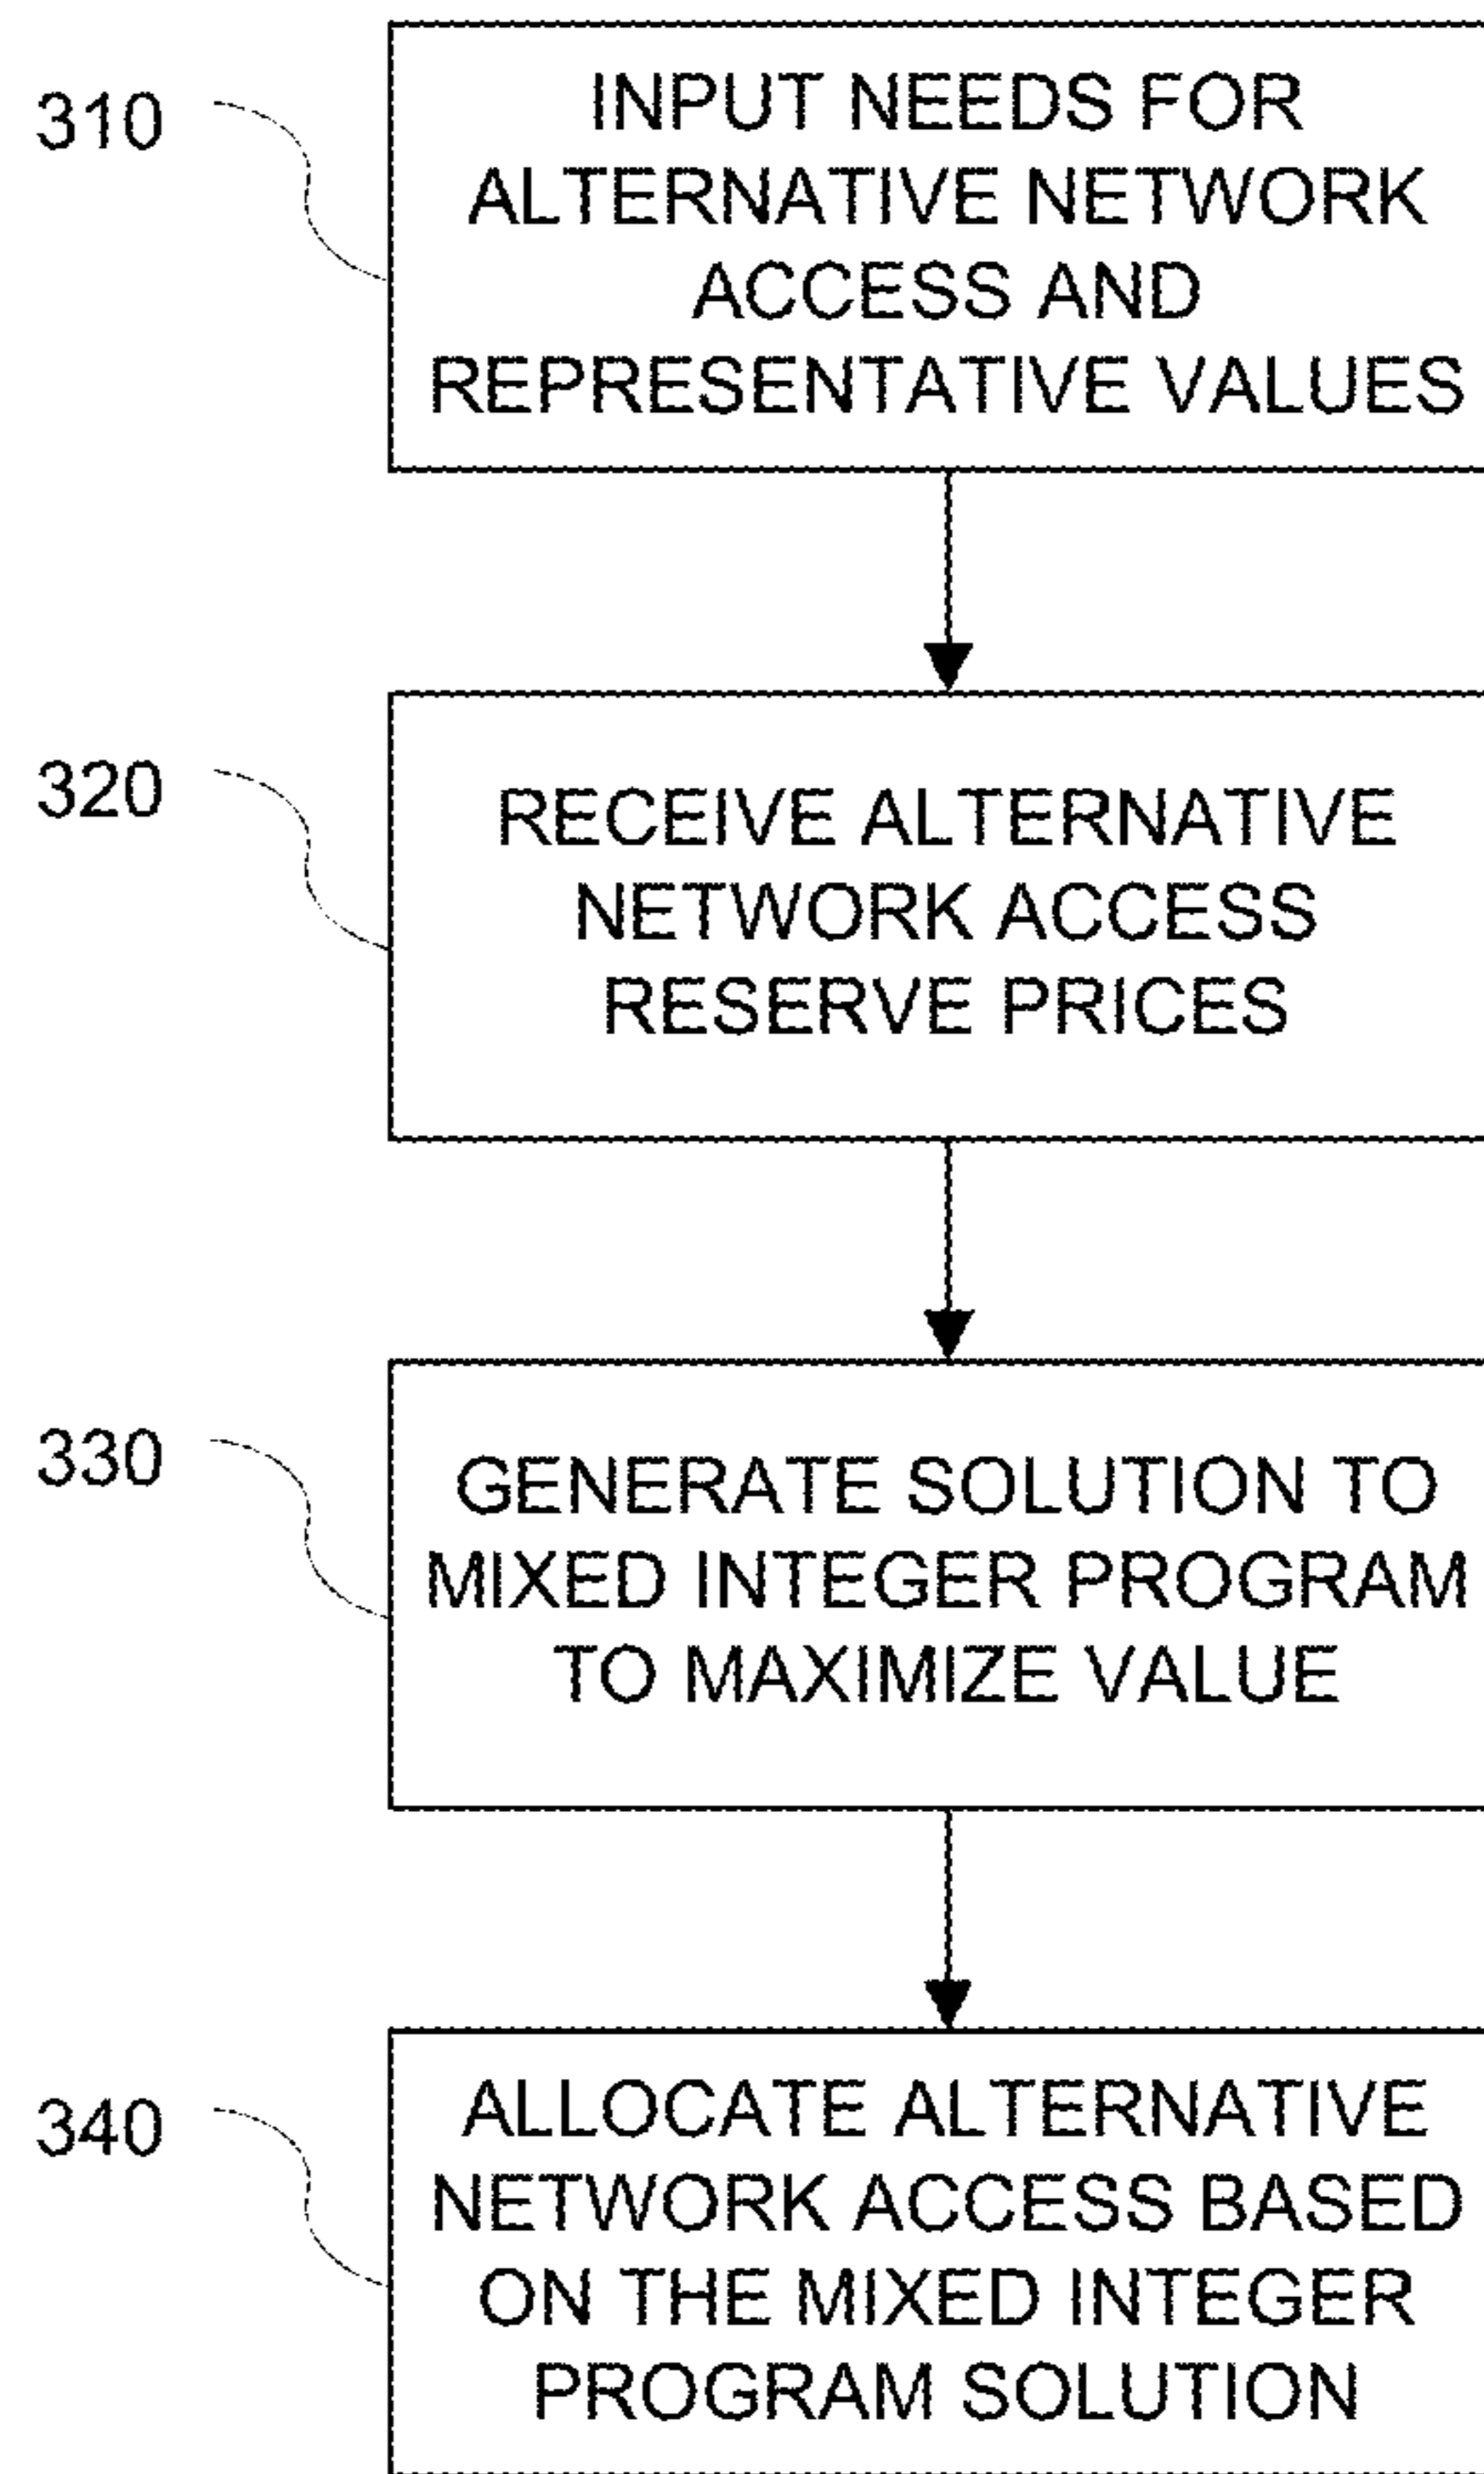 310
INPUT NEEDS FOR
ALTERNATIVE NETWORK
ACCESS AND
REPRESENTATIVE VALUES
320
RECEIVE ALTERNATIVE
NETWORK ACCESS
RESERVE PRICES
330
GENERATE SOLUTION TO
MIXED INTEGER PROGRAM
TO MAXIMIZE VALUE
340
ALLOCATE ALTERNATIVE
NETWORK ACCESS BASED
ON THE MIXED INTEGER
PROGRAM SOLUTION